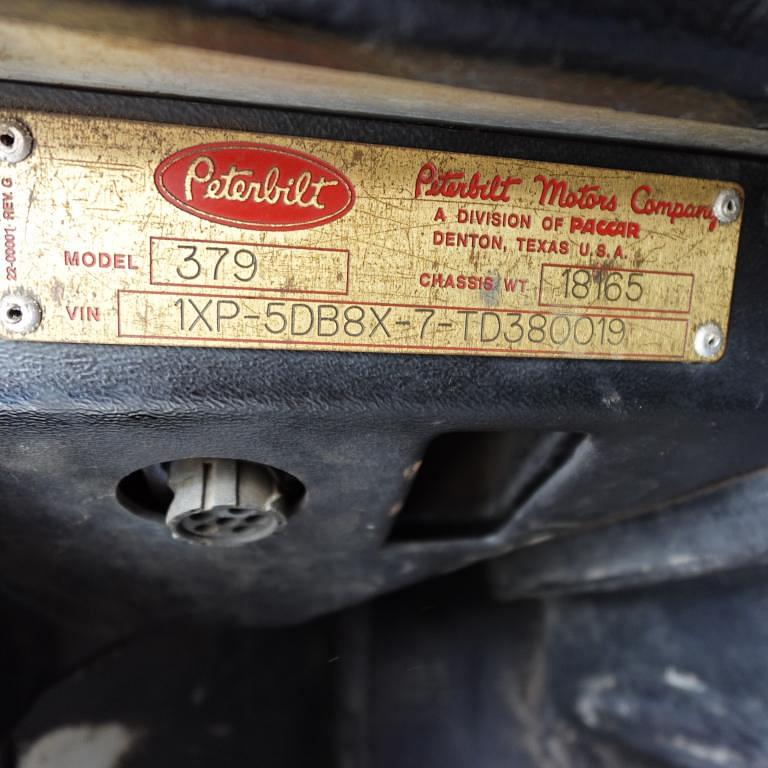 Peterbilt
Peterbilt Motors Company
A DIVISION OF PACCAR
DENTON, TEXAS U.S.A.
MODEL 379
CHASSIS WT 18165
VIN 1XP-5DB8X-7-TD380019
22-00001 REV. G